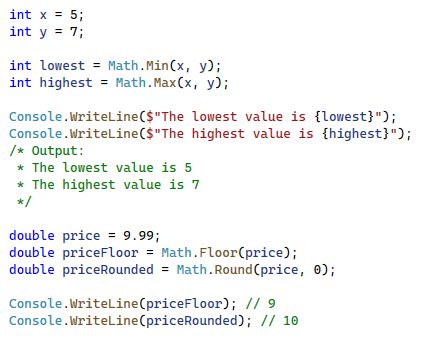 int x = 5;
int y = 7;
int lowest = Math.Min(x, y);
int highest = Math.Max(x, y);
Console.WriteLine($"The lowest value is {lowest}");
Console.WriteLine($"The highest value is {highest}");
/* Output:
 * The lowest value is 5
 * The highest value is 7
 */
double price = 9.99;
double priceFloor = Math.Floor(price);
double priceRounded = Math.Round(price, 0);
Console.WriteLine(priceFloor); // 9
Console.WriteLine(priceRounded); // 10